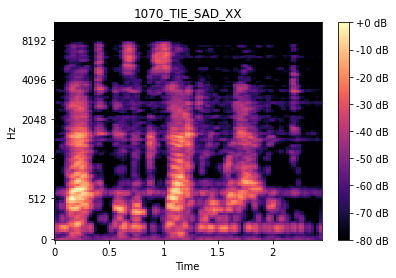 1070_TIE_SAD_XX
8192
4096
2048
1024
512
0
Hz
0
0.5
1
1.5
2
Time
+0 dB
-10 dB
-20 dB
-30 dB
-40 dB
-50 dB
-60 dB
-70 dB
-80 dB